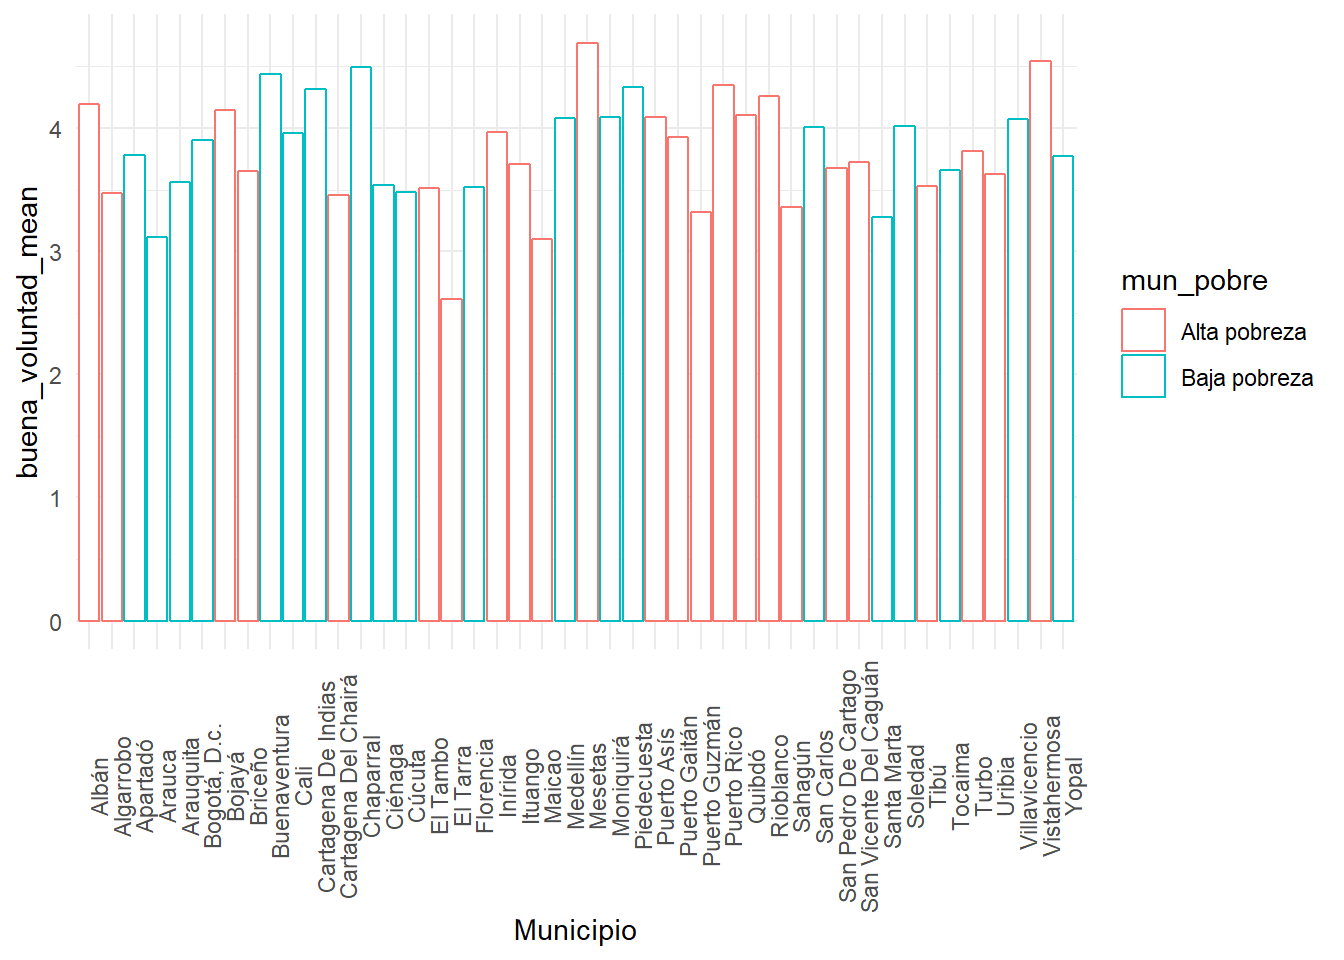 buena_voluntad_mean
4
3
2
1
0
Albán
Algarrobo
Apartadó
Arauca
Arauquita
Bogotá, D.c.
Bojayá
Briceño
Buenaventura
Cali
Cartagena De Indias
Cartagena Del Chairá
Chaparral
Ciénaga
Cúcuta
El Tambo
El Tarra
Florencia
Inírida
Ituango
Maicao
Medellín
Mesetas
Moniquirá
Piedecuesta
Puerto Asís
Puerto Gaitán
Puerto Guzmán
Puerto Rico
Quibdó
Rioblanco
Sahagún
San Carlos
San Pedro De Cartago
San Vicente Del Caguán
Santa Marta
Soledad
Tibú
Tocaima
Turbo
Uribia
Villavicencio
Vistahermosa
Yopal
Municipio
mun_pobre
Alta pobreza
Baja pobreza